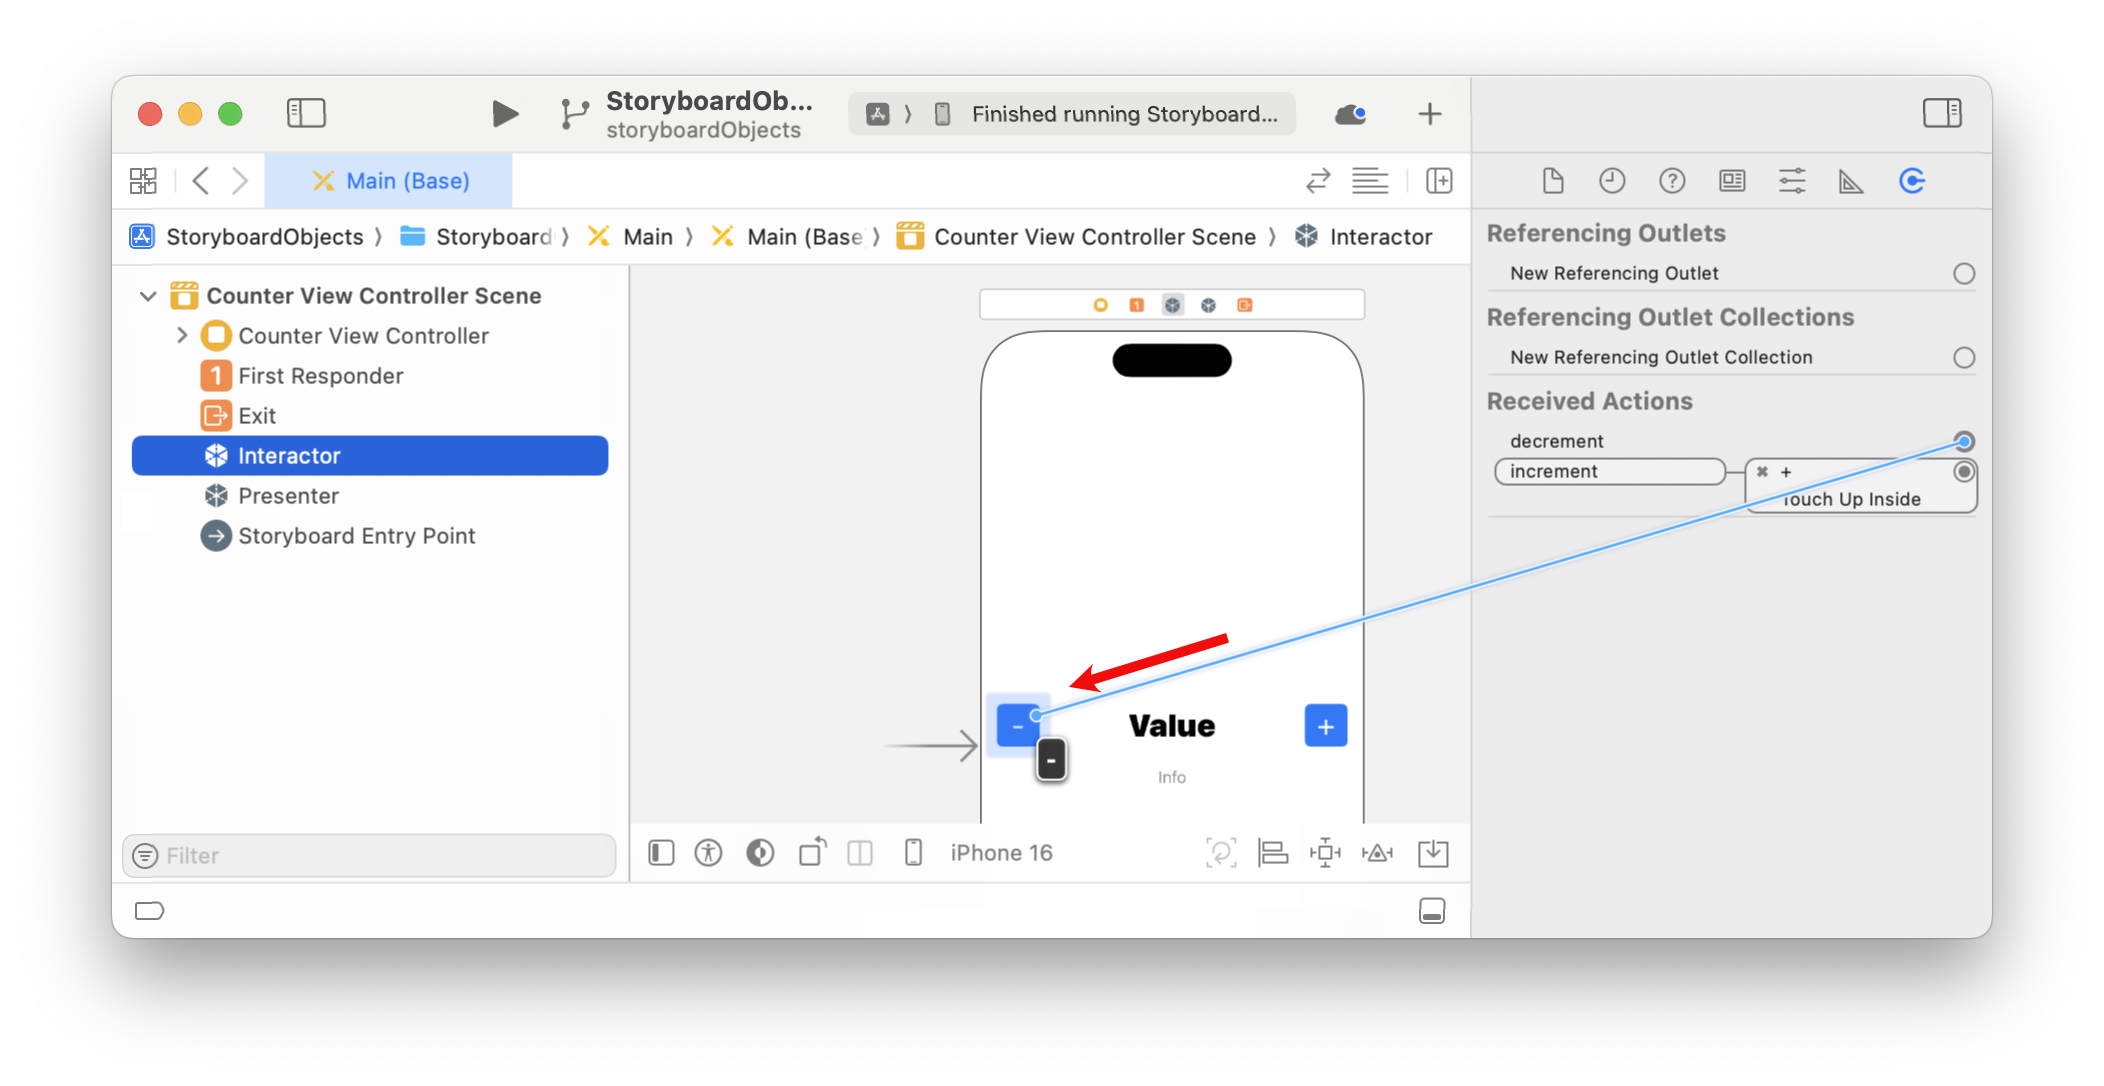 StoryboardOb...
storyboardObjects
Finished running Storyboard...
Main (Base)
StoryboardObjects
Storyboard
Main
Main (Base
Counter View Controller Scene
Interactor
Counter View Controller Scene
Counter View Controller
1 First Responder
Exit
Interactor
Presenter
Storyboard Entry Point
Filter
1
-
-
Value
+
Info
iPhone 16
Referencing Outlets
New Referencing Outlet
Referencing Outlet Collections
New Referencing Outlet Collection
Received Actions
decrement
increment
+
Touch Up Inside